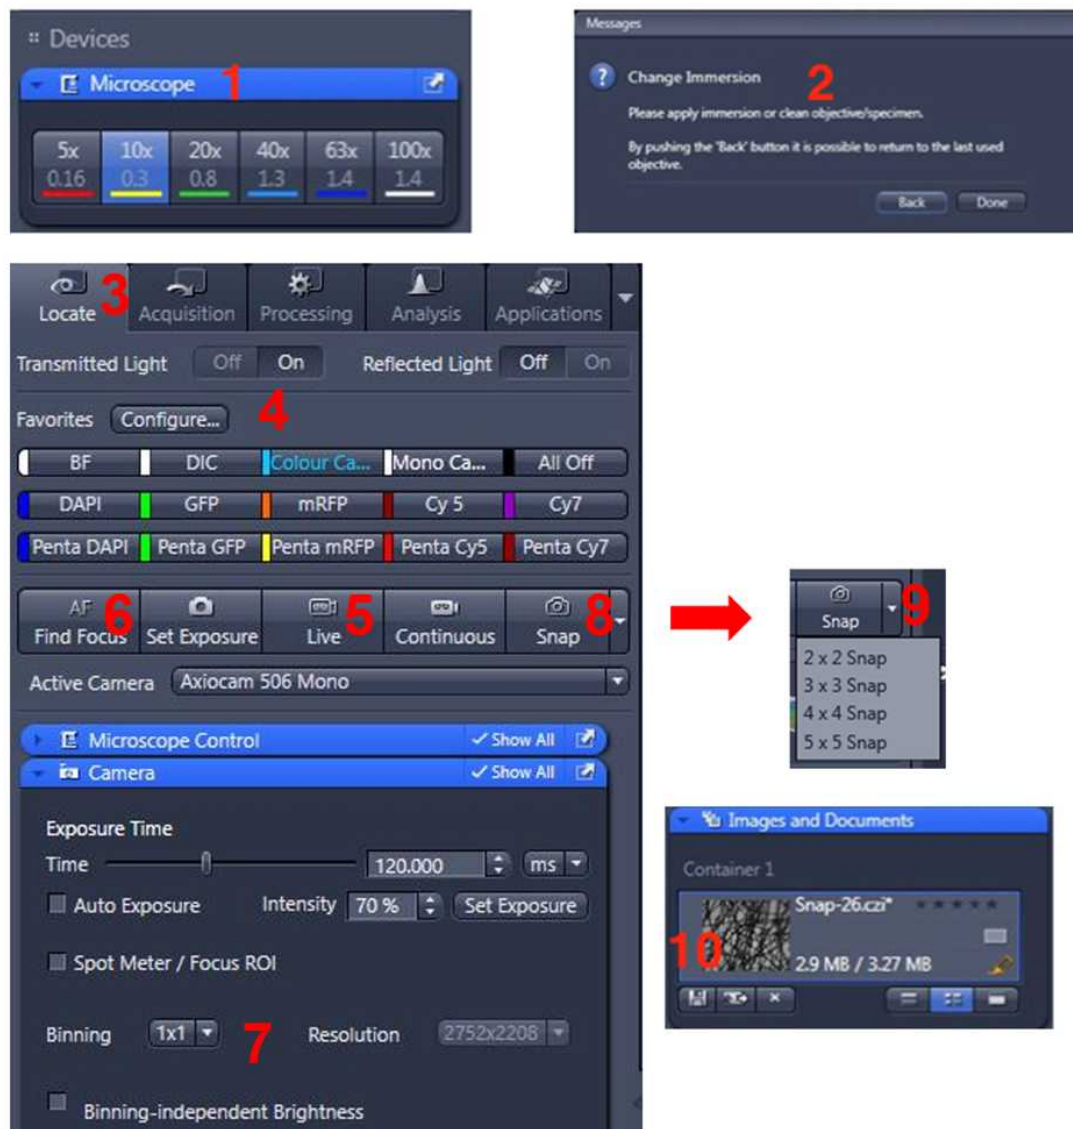 Devices
Microscope 1
5x 10x 20x 40x 63x 100x
0.16 0.3 0.8 1.3 1.4 1.4
Messages
? Change Immersion 2
Please apply immersion or clean objective/specimen.
By pushing the 'Back' button it is possible to return to the last used
objective.
Back Done
3
Locate Acquisition Processing Analysis Applications
Transmitted Light Off On Reflected Light Off On
Favorites Configure... 4
BF DIC Colour Ca... Mono Ca... All Off
DAPI GFP mRFP Cy 5 Cy7
Penta DAPI Penta GFP Penta mRFP Penta Cy5 Penta Cy7
AF 6 5 8
Find Focus Set Exposure Live Continuous Snap
Active Camera Axiocam 506 Mono
Microscope Control Show All
Camera Show All
Exposure Time
Time 120.000 ms
Auto Exposure Intensity 70 % Set Exposure
Spot Meter / Focus ROI
Binning 1x1 7 Resolution 2752x2208
Binning-independent Brightness
Snap 9
2 x 2 Snap
3 x 3 Snap
4 x 4 Snap
5 x 5 Snap
Images and Documents
Container 1
Snap-26.czi*
10 2.9 MB / 3.27 MB